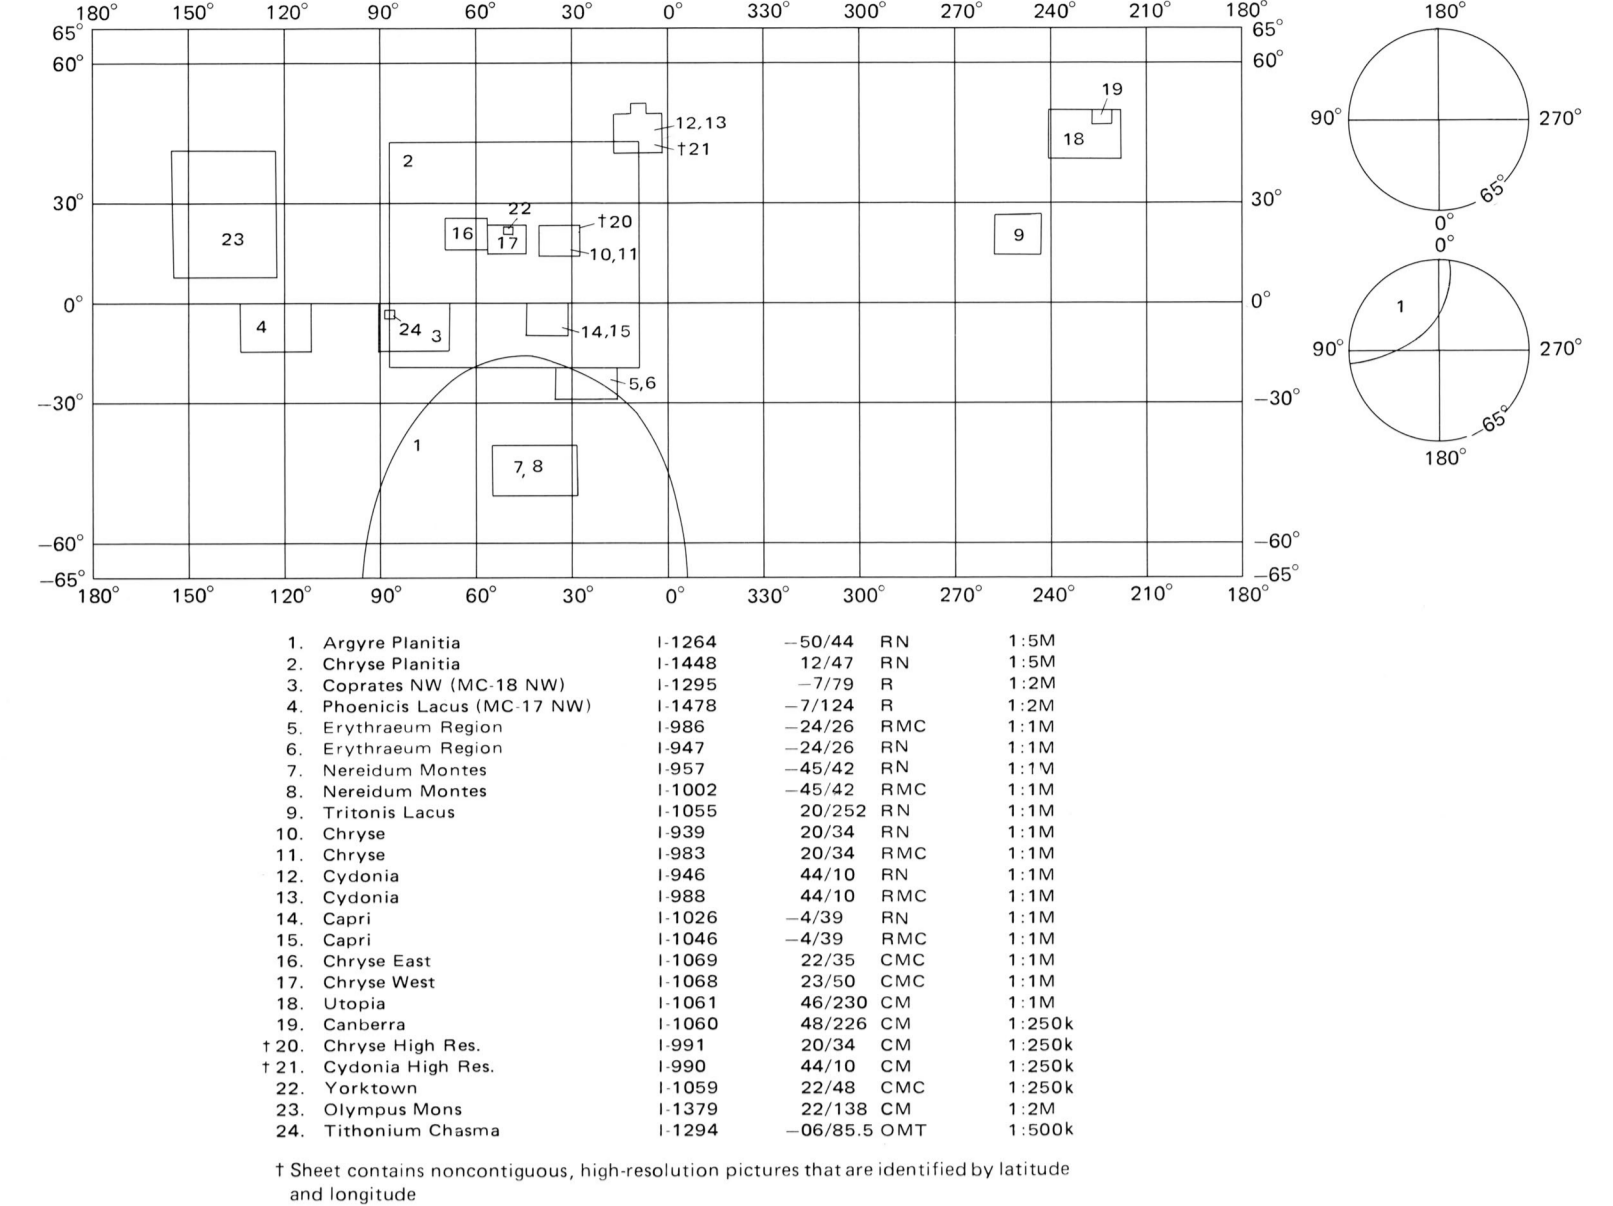 180° 150° 120° 90° 60° 30° 0° 330° 300° 270° 240° 210° 180°
65° 65°
60° 60°
19
12,13
18
†21
2
30° 30°
22
†20
16
17
23
9
10,11
0° 0°
4
24
3
14,15
5,6
−30° −30°
1
7, 8
−60° −60°
−65° −65°
180° 150° 120° 90° 60° 30° 0° 330° 300° 270° 240° 210° 180°
180°
90° 270°
65°
0°
0°
1
90° 270°
−65°
180°
1. Argyre Planitia I-1264 −50/44 RN 1:5M
2. Chryse Planitia I-1448 12/47 RN 1:5M
3. Coprates NW (MC-18 NW) I-1295 −7/79 R 1:2M
4. Phoenicis Lacus (MC-17 NW) I-1478 −7/124 R 1:2M
5. Erythraeum Region I-986 −24/26 RMC 1:1M
6. Erythraeum Region I-947 −24/26 RN 1:1M
7. Nereidum Montes I-957 −45/42 RN 1:1M
8. Nereidum Montes I-1002 −45/42 RMC 1:1M
9. Tritonis Lacus I-1055 20/252 RN 1:1M
10. Chryse I-939 20/34 RN 1:1M
11. Chryse I-983 20/34 RMC 1:1M
12. Cydonia I-946 44/10 RN 1:1M
13. Cydonia I-988 44/10 RMC 1:1M
14. Capri I-1026 −4/39 RN 1:1M
15. Capri I-1046 −4/39 RMC 1:1M
16. Chryse East I-1069 22/35 CMC 1:1M
17. Chryse West I-1068 23/50 CMC 1:1M
18. Utopia I-1061 46/230 CM 1:1M
19. Canberra I-1060 48/226 CM 1:250k
†20. Chryse High Res. I-991 20/34 CM 1:250k
†21. Cydonia High Res. I-990 44/10 CM 1:250k
22. Yorktown I-1059 22/48 CMC 1:250k
23. Olympus Mons I-1379 22/138 CM 1:2M
24. Tithonium Chasma I-1294 −06/85.5 OMT 1:500k
† Sheet contains noncontiguous, high-resolution pictures that are identified by latitude
and longitude